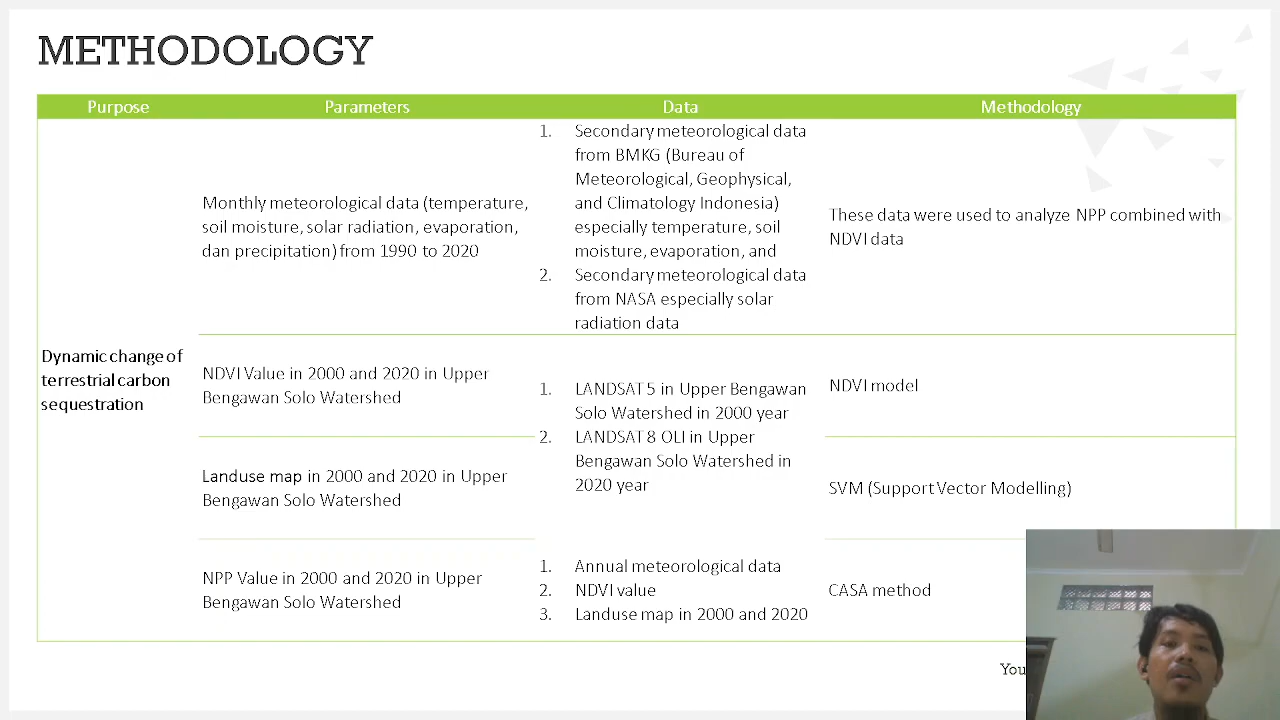 METHODOLOGY
Purpose
Parameters
Data
Methodology
Dynamic change of
terrestrial carbon
sequestration
Monthly meteorological data (temperature,
soil moisture, solar radiation, evaporation,
dan precipitation) from 1990 to 2020
1. Secondary meteorological data
from BMKG (Bureau of
Meteorological, Geophysical,
and Climatology Indonesia)
especially temperature, soil
moisture, evaporation, and
2. Secondary meteorological data
from NASA especially solar
radiation data
These data were used to analyze NPP combined with
NDVI data
NDVI Value in 2000 and 2020 in Upper
Bengawan Solo Watershed
1. LANDSAT 5 in Upper Bengawan
Solo Watershed in 2000 year
2. LANDSAT 8 OLI in Upper
Bengawan Solo Watershed in
2020 year
NDVI model
Landuse map in 2000 and 2020 in Upper
Bengawan Solo Watershed
SVM (Support Vector Modelling)
NPP Value in 2000 and 2020 in Upper
Bengawan Solo Watershed
1. Annual meteorological data
2. NDVI value
3. Landuse map in 2000 and 2020
CASA method
You